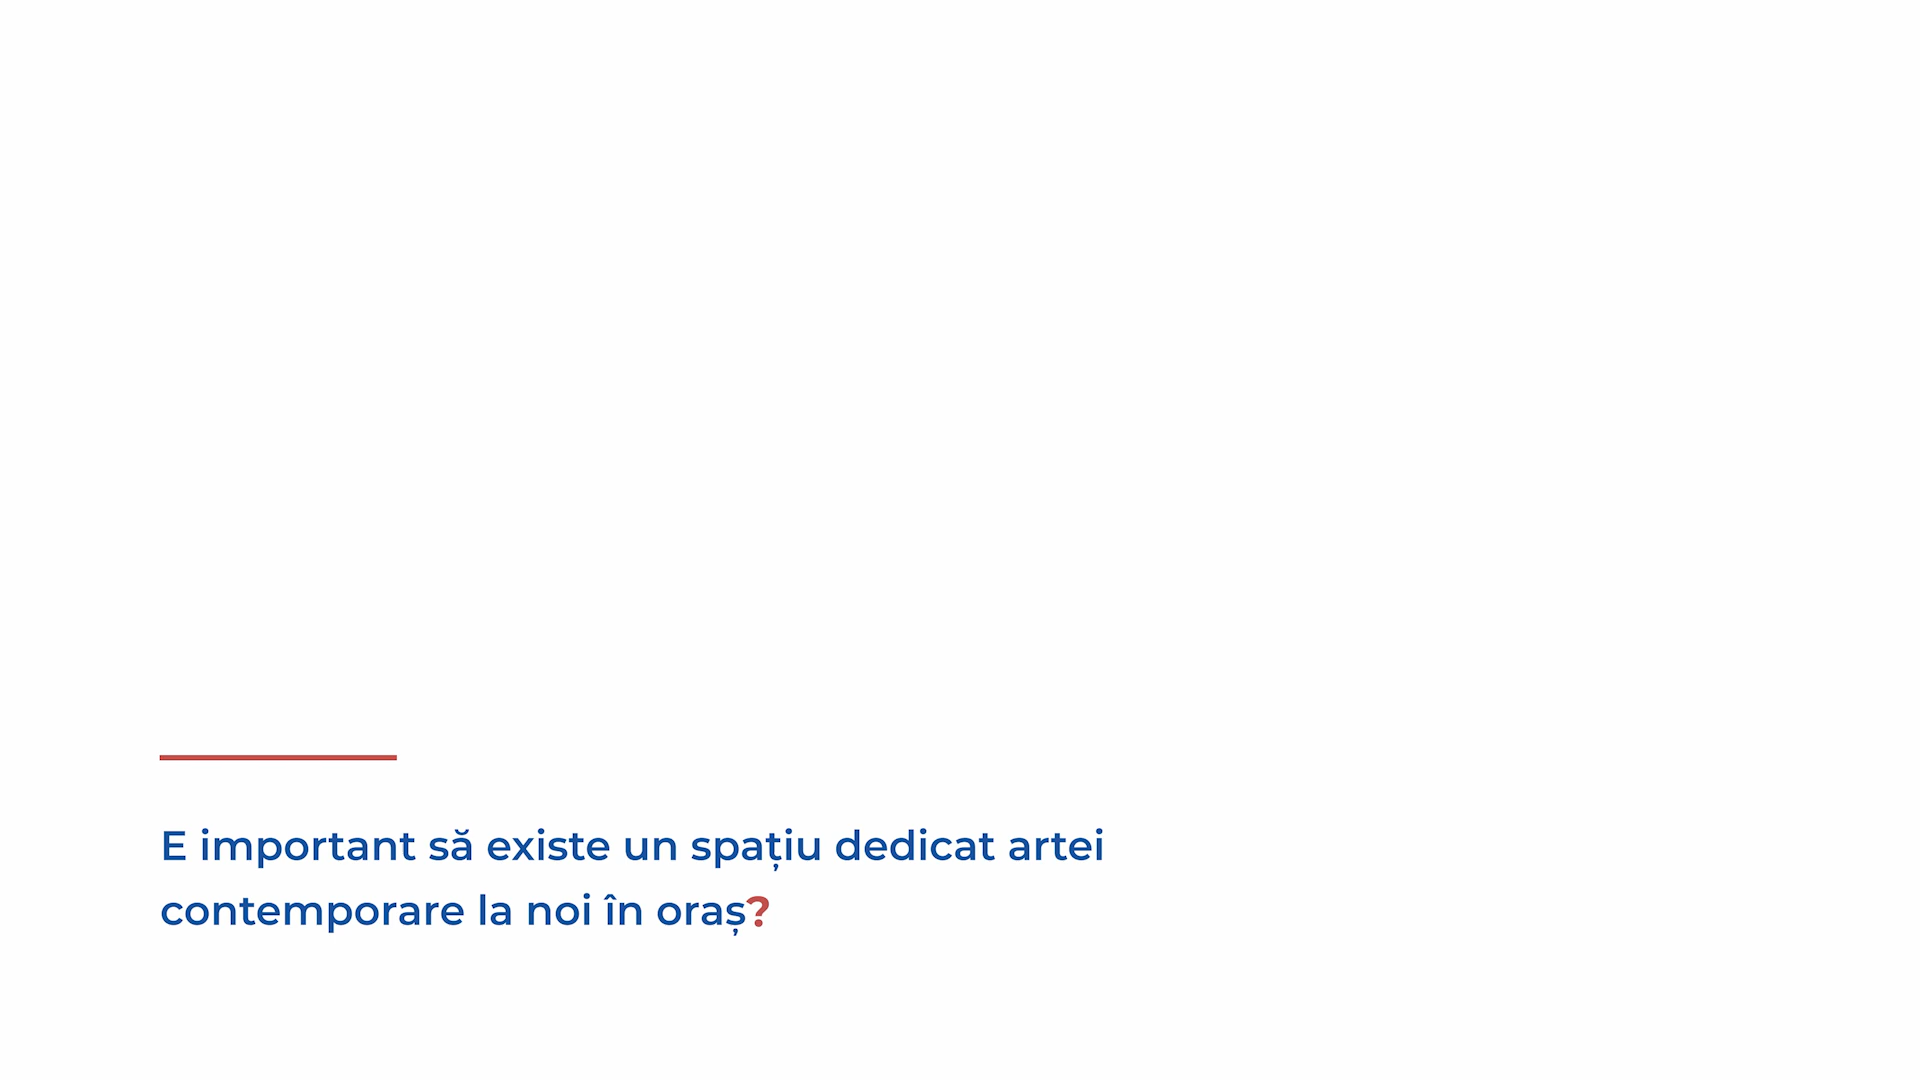 E important să existe un spațiu dedicat artei
contemporare la noi în oraș?